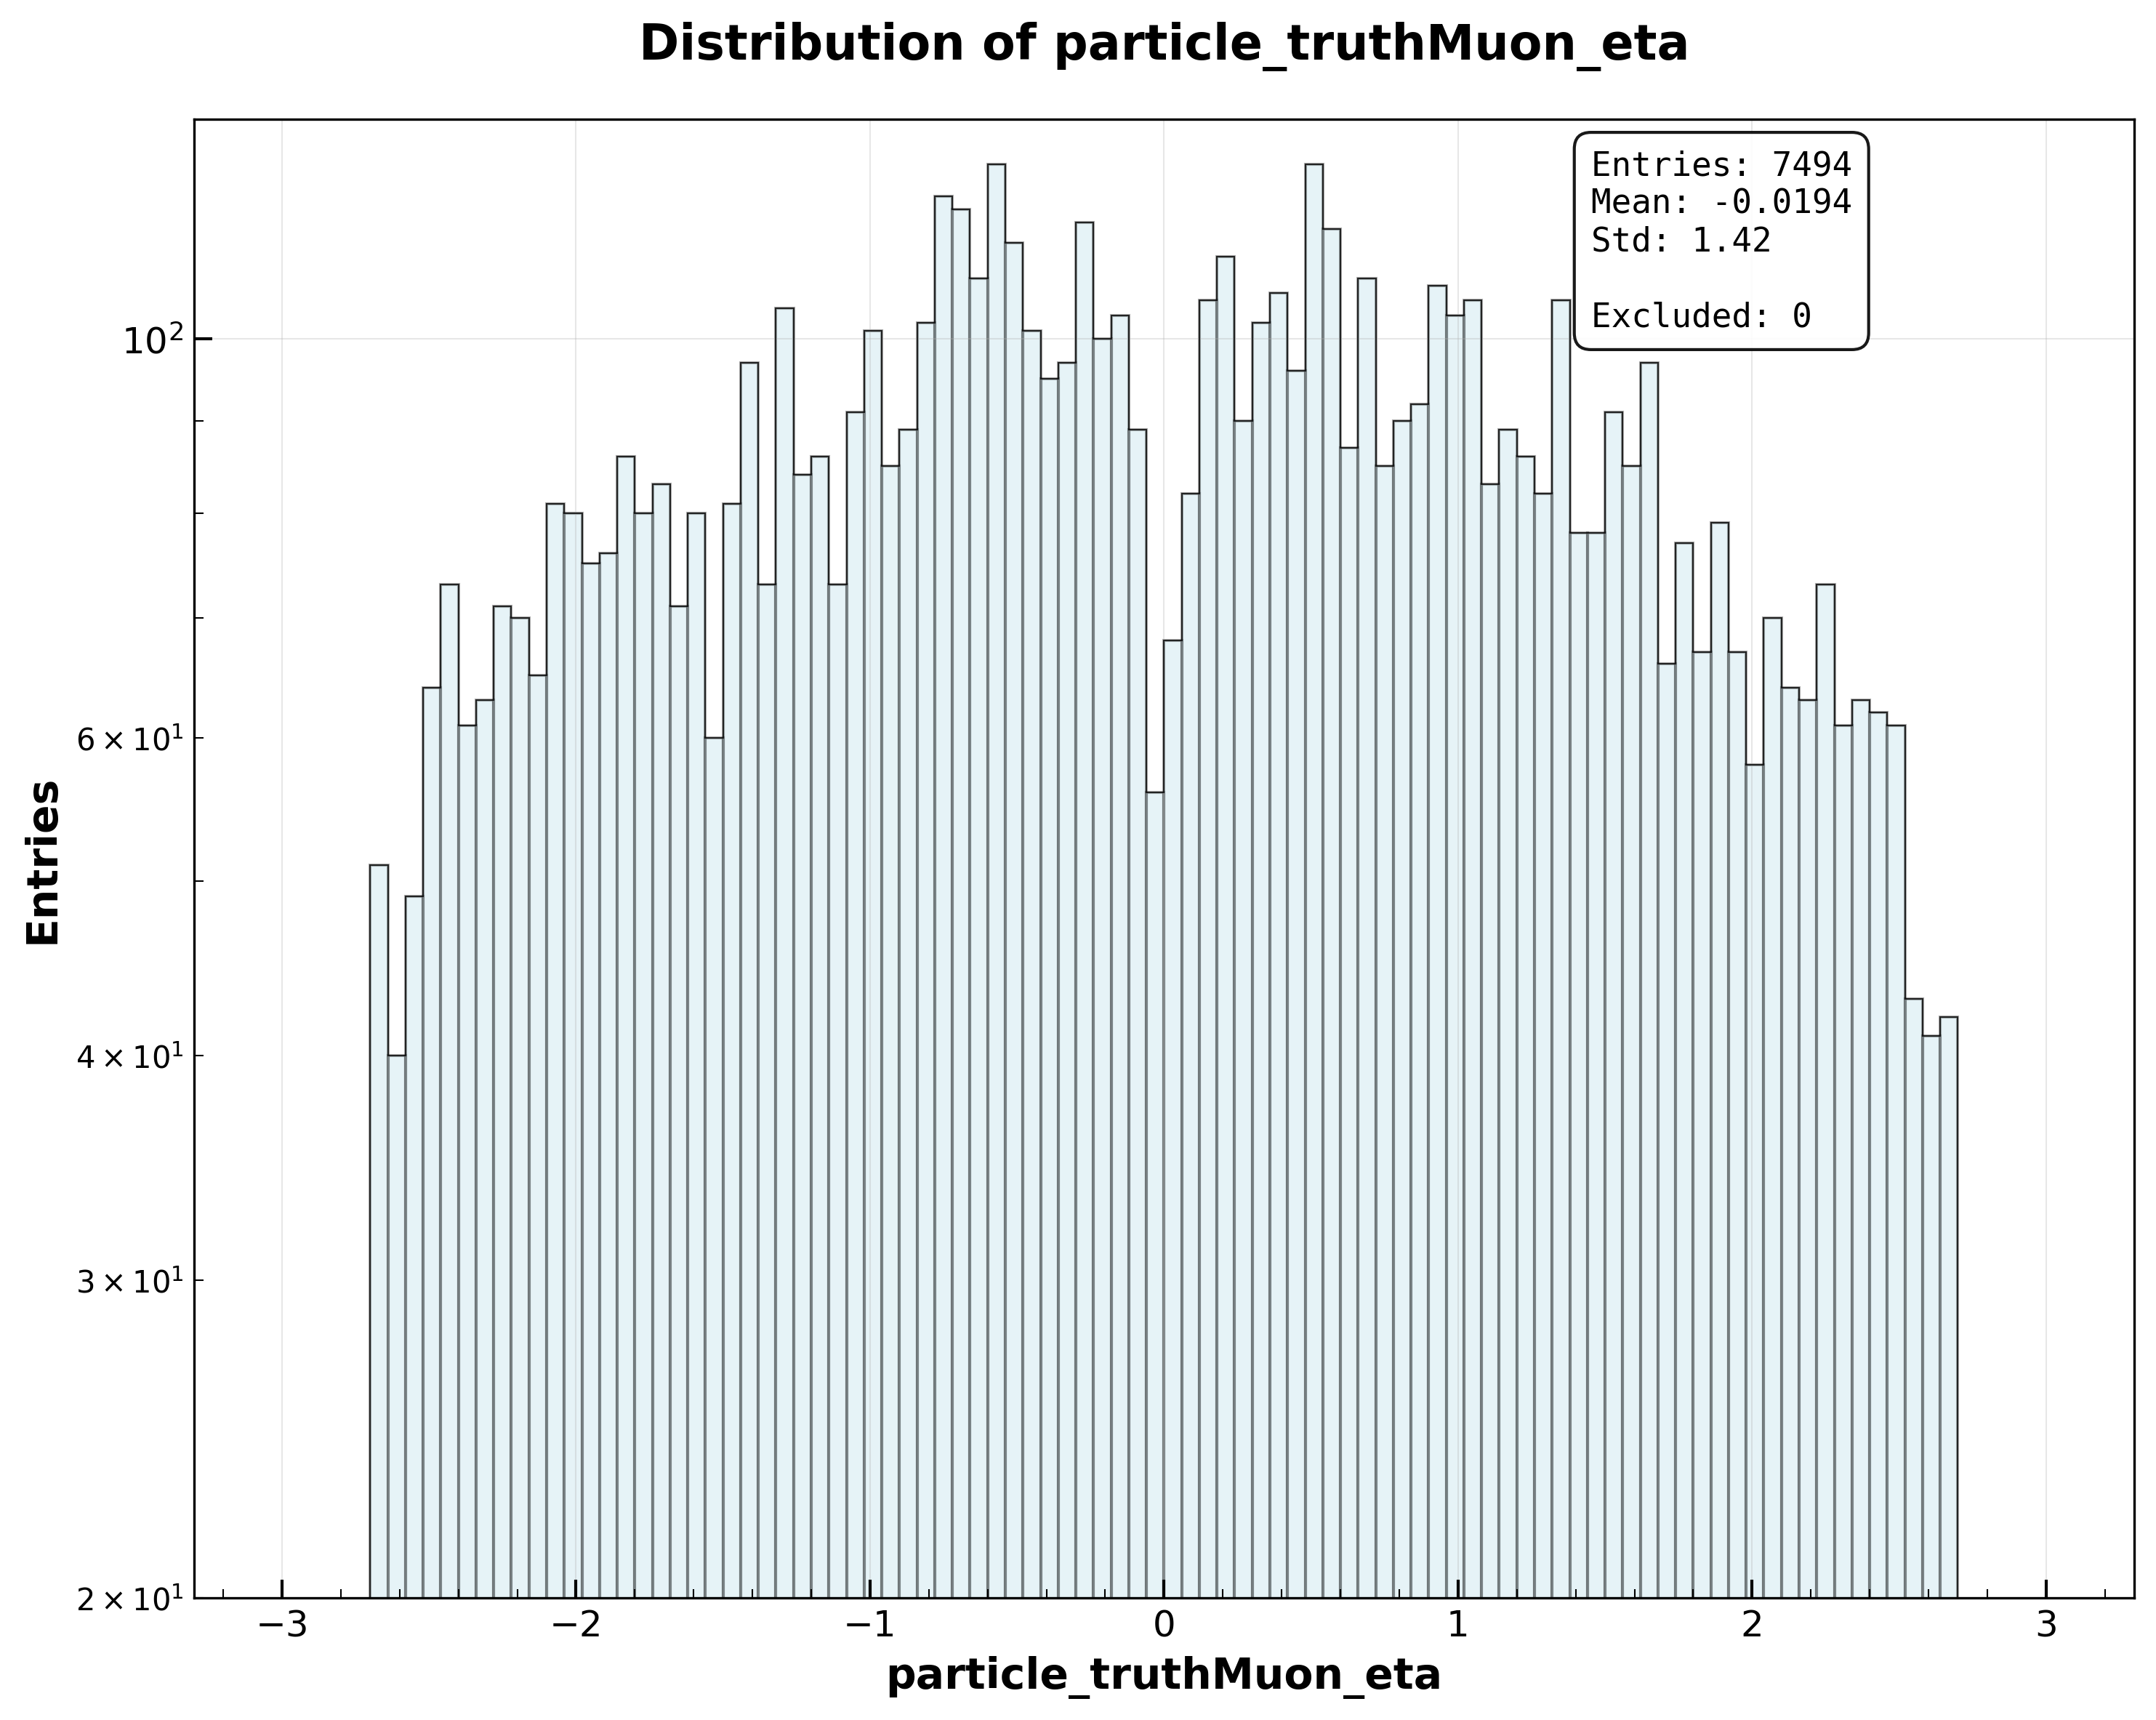 Distribution of particle_truthMuon_eta
Entries: 7494
Mean: -0.0194
Std: 1.42
Excluded: 0
10²
6 × 10¹
4 × 10¹
3 × 10¹
2 × 10¹
Entries
−3 −2 −1 0 1 2 3
particle_truthMuon_eta